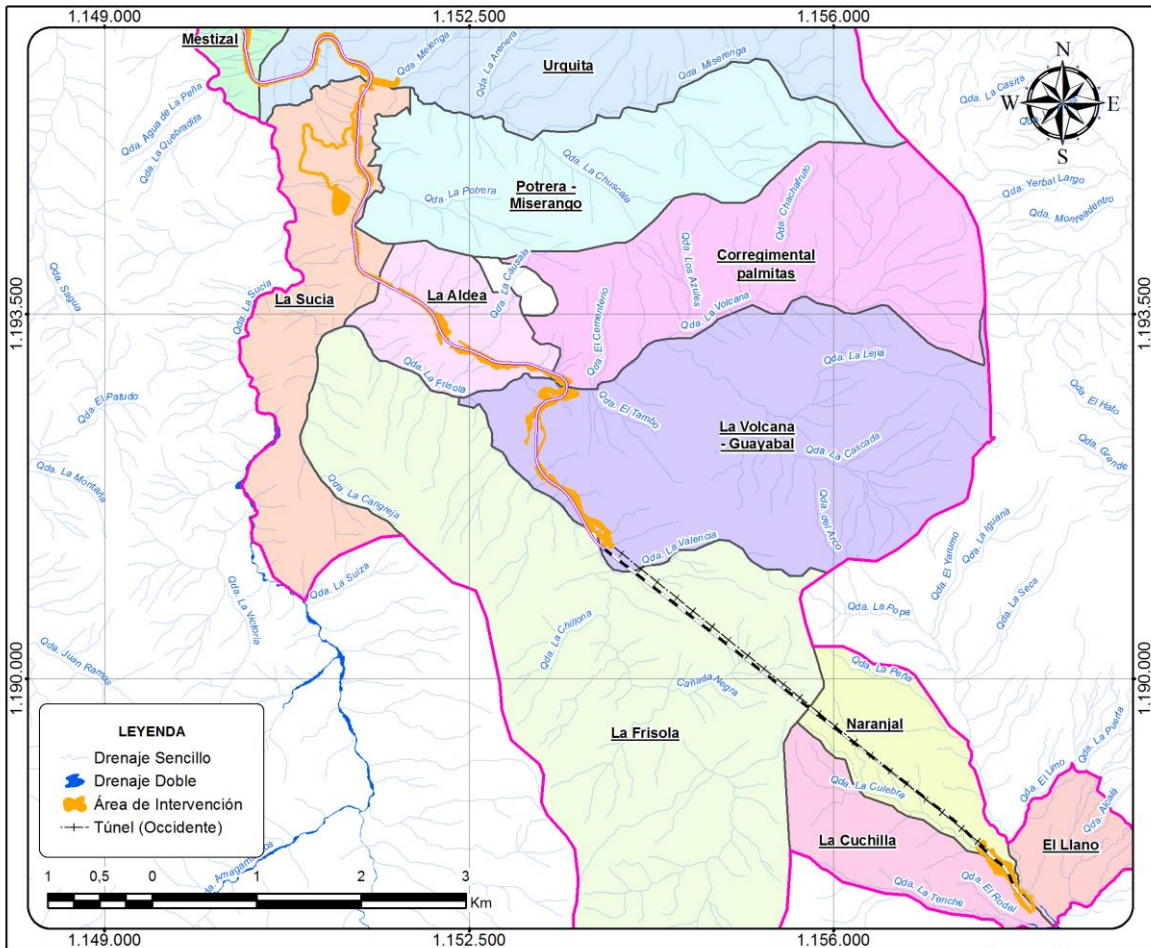 1.149.000
1.152.500
1.156.000
Mestizal
Urquita
Qda. Melenga
Qda. La Arenera
Qda. Miserenga
Qda. La Casita
N
W
E
S
Qda. Agua de La Peña
Qda. La Quebradita
Potrera -
Miserango
Qda. La Potrera
Qda. La Chuscala
Qda. Chachafruto
Qda. Yerbal Largo
Qda. Monteadentro
Corregimental
palmitas
Qda. Sagua
Qda. La Sucia
La Sucia
La Aldea
Qda. La Causala
Qda. Los Azules
Qda. La Volcana
Qda. El Cementerio
1.193.500
1.193.500
Qda. La Frisola
Qda. La Lejia
Qda. El Patudo
Qda. El Tambo
Qda. El Hato
La Volcana
- Guayabal
Qda. La Cascada
Qda. Grande
Qda. La Montaña
Qda. La Cangreja
Qda. del Arco
Qda. La Iguana
Qda. El Yarumo
Qda. La Valencia
Qda. La Suiza
Qda. La Victoria
Qda. La Seca
Qda. La Popa
Qda. La Chillona
Qda. Juan Ramos
Cañada Negra
Qda. La Peña
1.190.000
1.190.000
Naranjal
La Frisola
Qda. La Puerta
Qda. El Limo
Qda. La Culebra
Qda. Alcalá
La Cuchilla
El Llano
Qda. El Rodal
Qda. La Tenche
LEYENDA
Drenaje Sencillo
Drenaje Doble
Área de Intervención
Túnel (Occidente)
1 0,5 0 1 2 3
Km
1.149.000
1.152.500
1.156.000